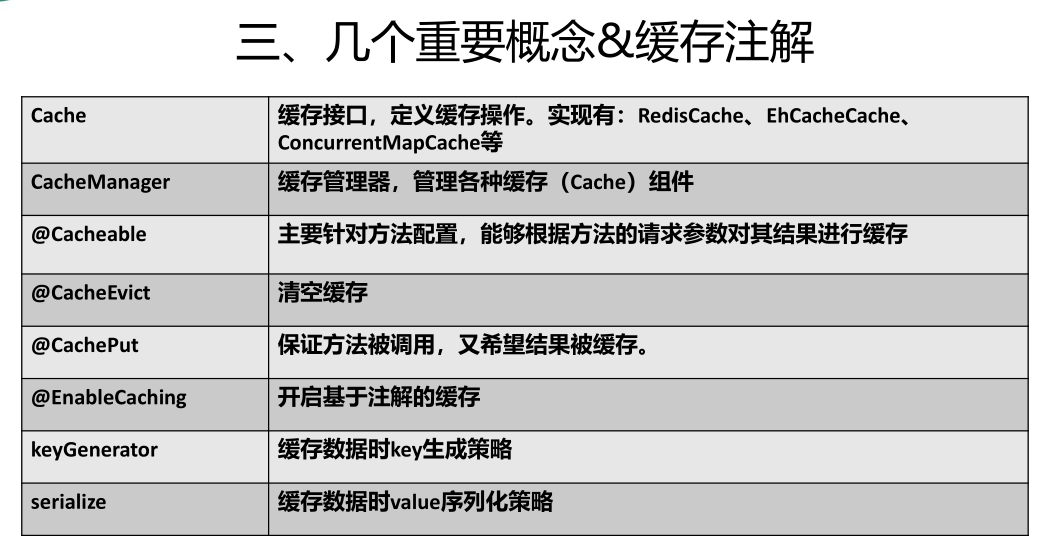 三、几个重要概念&缓存注解
Cache
缓存接口，定义缓存操作。实现有：RedisCache、EhCacheCache、
ConcurrentMapCache等
CacheManager
缓存管理器，管理各种缓存（Cache）组件
@Cacheable
主要针对方法配置，能够根据方法的请求参数对其结果进行缓存
@CacheEvict
清空缓存
@CachePut
保证方法被调用，又希望结果被缓存。
@EnableCaching
开启基于注解的缓存
keyGenerator
缓存数据时key生成策略
serialize
缓存数据时value序列化策略